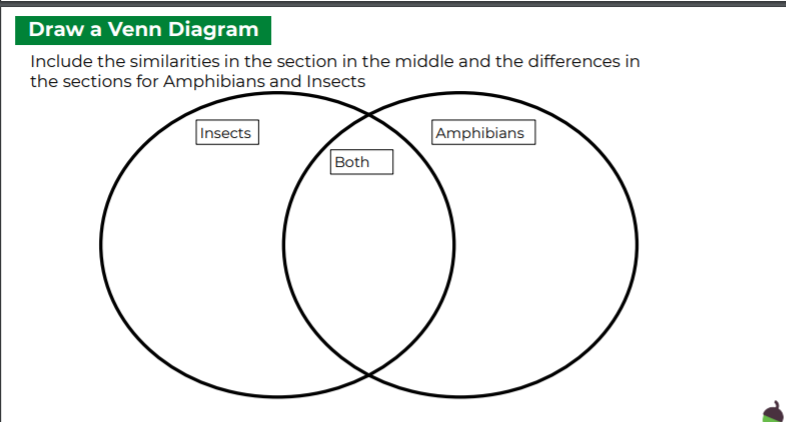 Draw a Venn Diagram
Include the similarities in the section in the middle and the differences in
the sections for Amphibians and Insects
Insects
Amphibians
Both